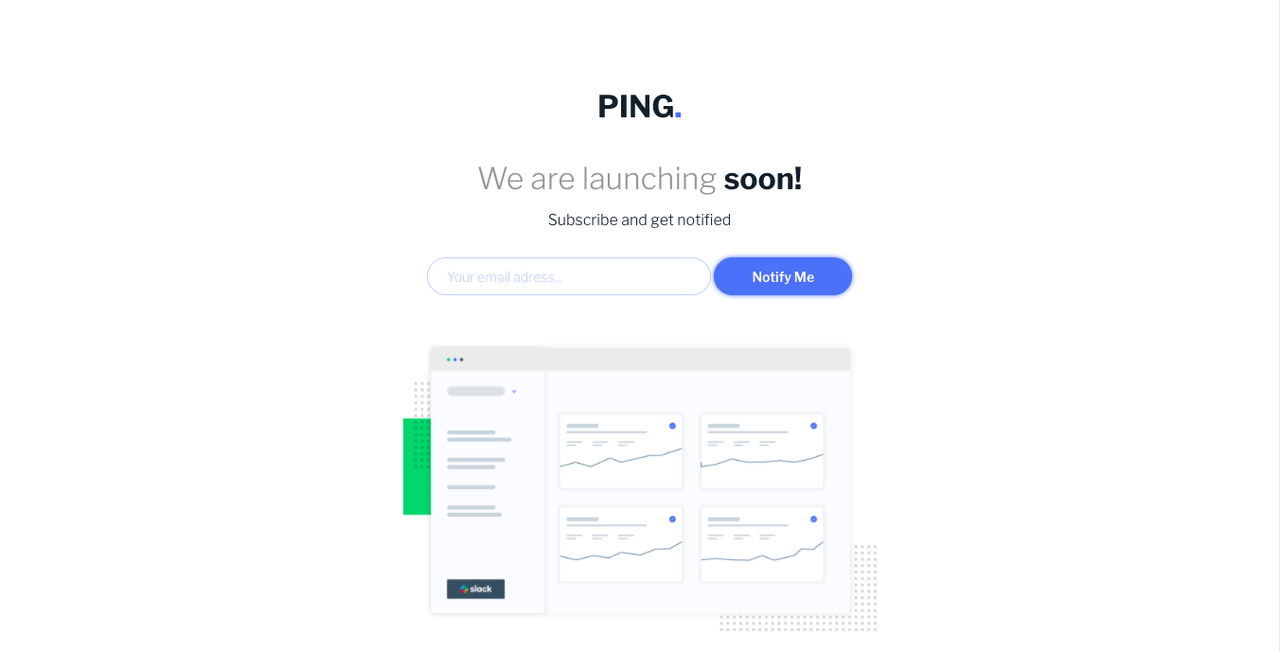 PING.
We are launching soon!
Subscribe and get notified
Your email adress...
Notify Me
slack